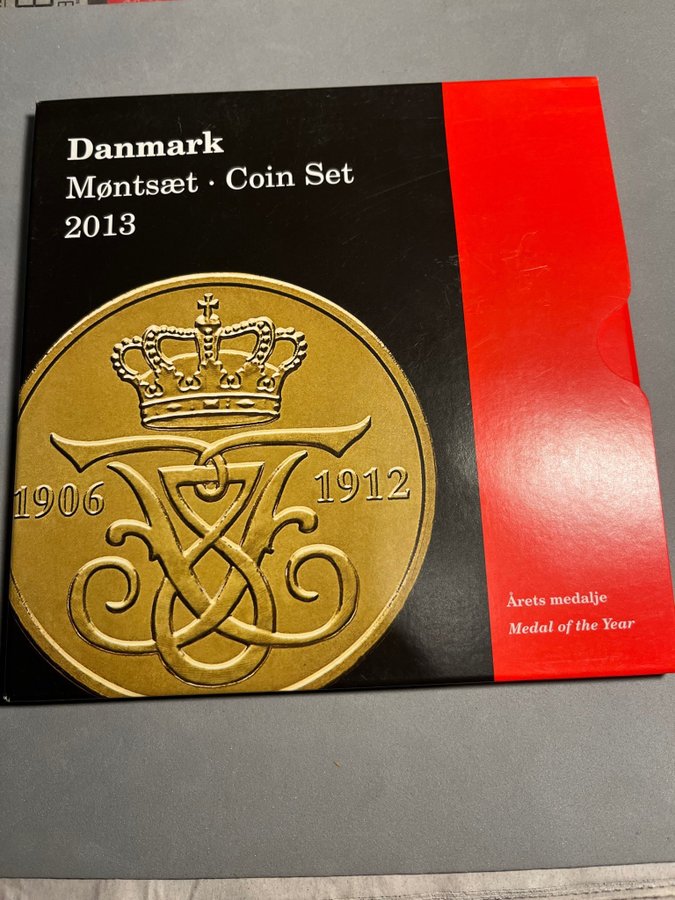 Danmark
Møntsæt · Coin Set
2013
1906 1912
Årets medalje
Medal of the Year